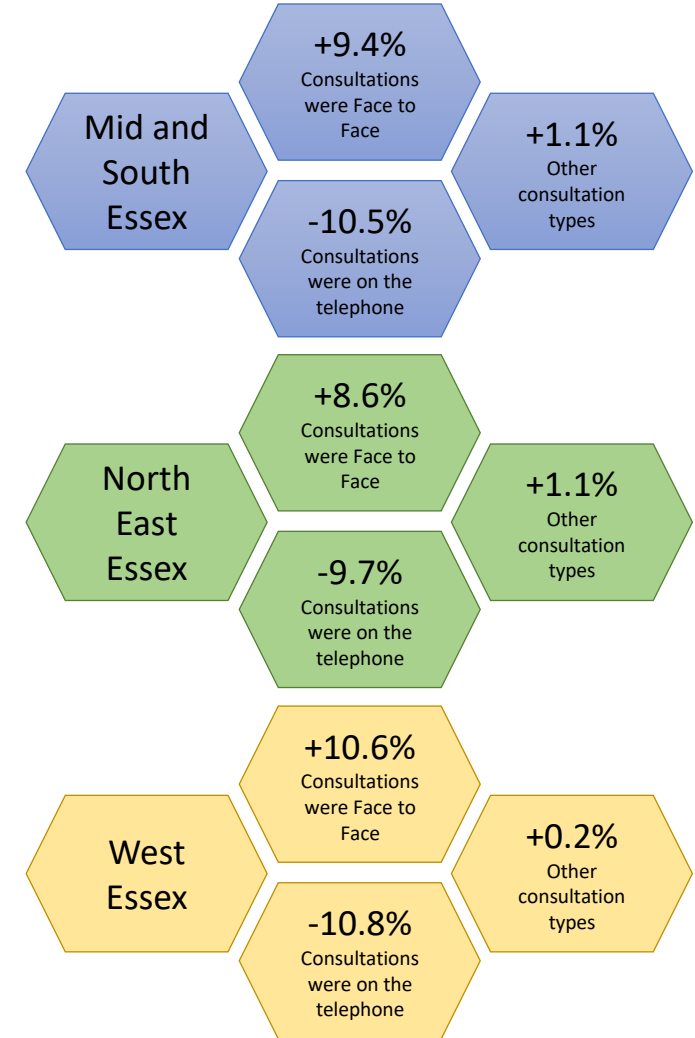 Mid and
South
Essex
+9.4%
Consultations
were Face to
Face
-10.5%
Consultations
were on the
telephone
+1.1%
Other
consultation
types
North
East
Essex
+8.6%
Consultations
were Face to
Face
-9.7%
Consultations
were on the
telephone
+1.1%
Other
consultation
types
West
Essex
+10.6%
Consultations
were Face to
Face
-10.8%
Consultations
were on the
telephone
+0.2%
Other
consultation
types